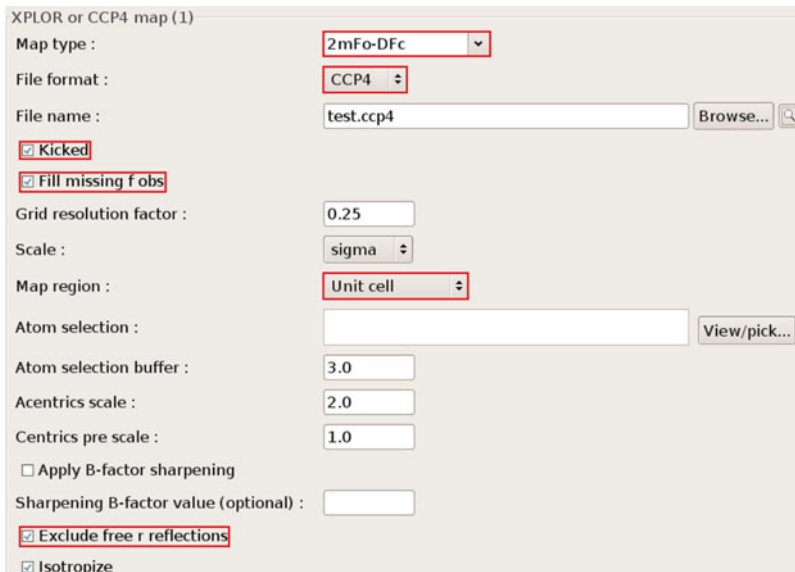 XPLOR or CCP4 map (1)
Map type : 2mFo-DFc
File format : CCP4
File name : test.ccp4 Browse...
Kicked
Fill missing f obs
Grid resolution factor : 0.25
Scale : sigma
Map region : Unit cell
Atom selection : View/pick...
Atom selection buffer : 3.0
Acentrics scale : 2.0
Centrics pre scale : 1.0
Apply B-factor sharpening
Sharpening B-factor value (optional) :
Exclude free r reflections
Isotropize